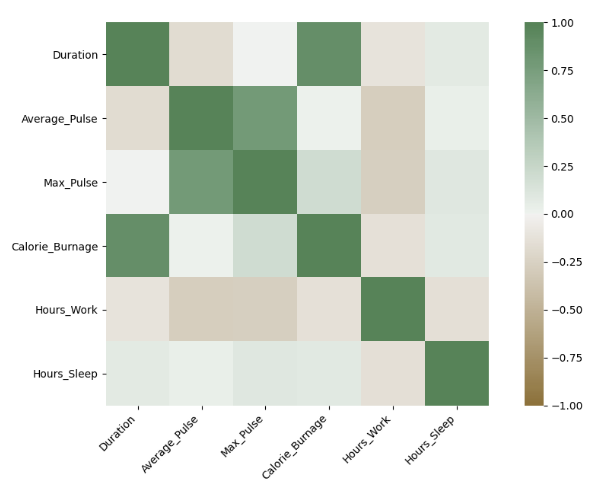 Duration
Average_Pulse
Max_Pulse
Calorie_Burnage
Hours_Work
Hours_Sleep
Duration
Average_Pulse
Max_Pulse
Calorie_Burnage
Hours_Work
Hours_Sleep
1.00
0.75
0.50
0.25
0.00
−0.25
−0.50
−0.75
−1.00